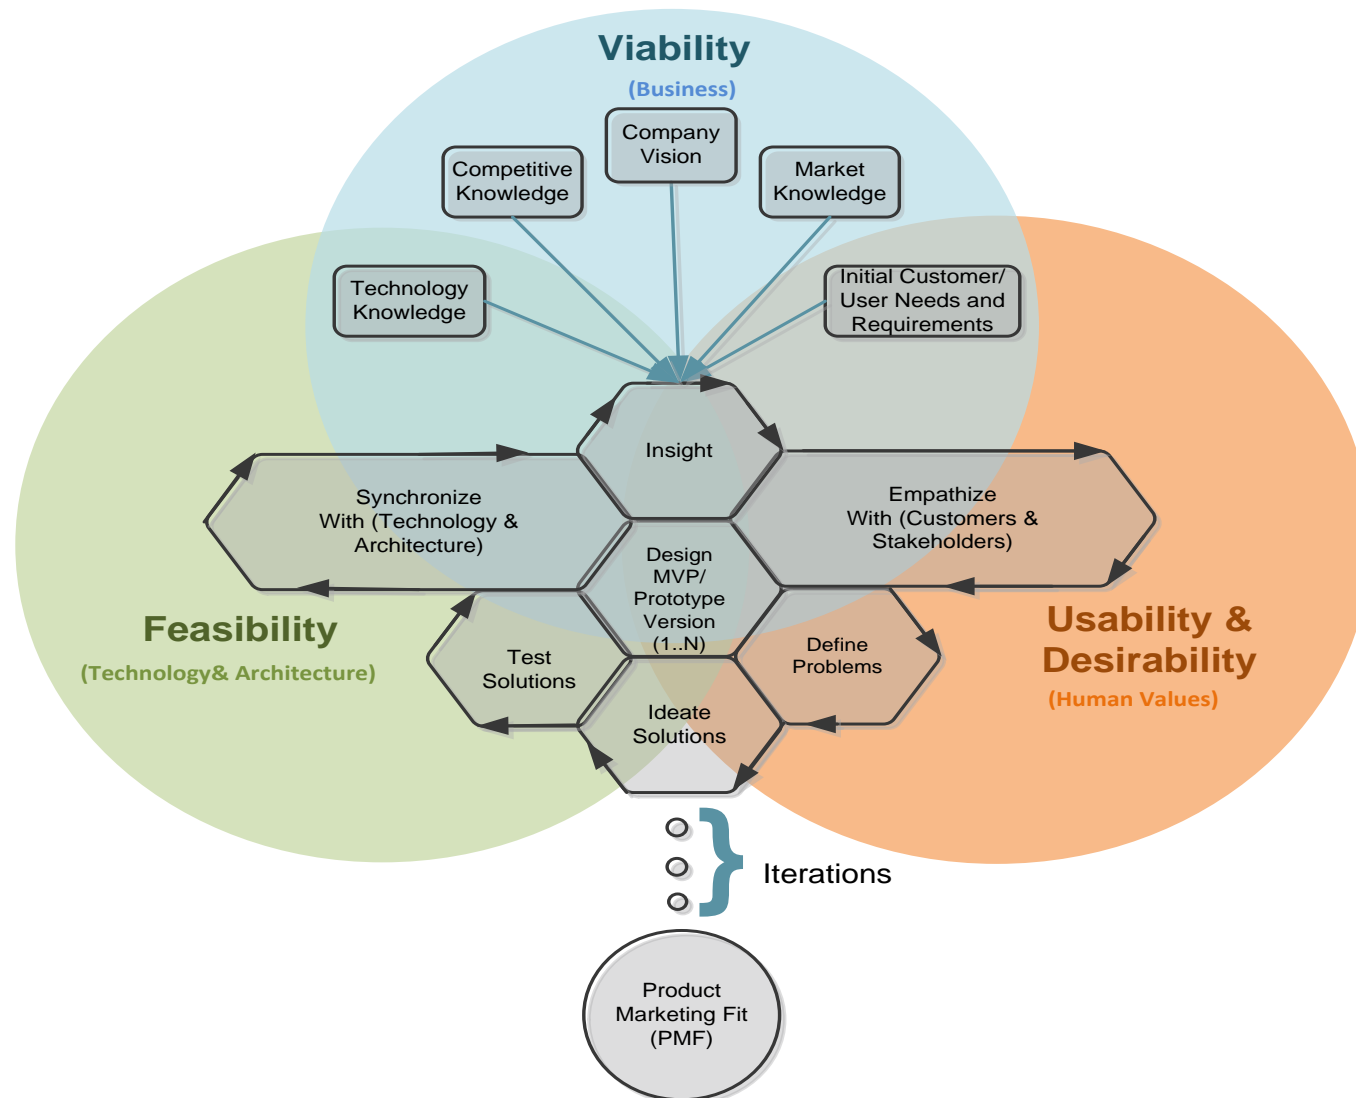 Viability
(Business)
Company
Vision
Competitive
Knowledge
Market
Knowledge
Technology
Knowledge
Initial Customer/
User Needs and
Requirements
Insight
Synchronize
With (Technology &
Architecture)
Empathize
With (Customers &
Stakeholders)
Design
MVP/
Prototype
Version
(1..N)
Feasibility
(Technology& Architecture)
Usability &
Desirability
(Human Values)
Test
Solutions
Define
Problems
Ideate
Solutions
Iterations
Product
Marketing Fit
(PMF)